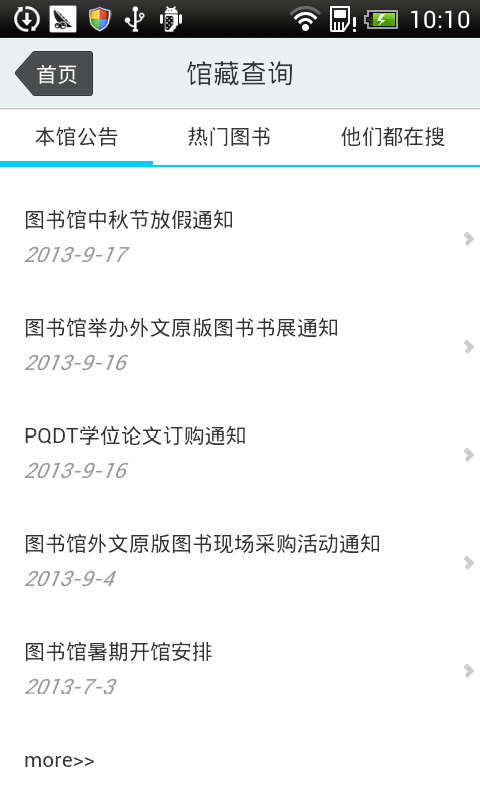 10:10
首页
馆藏查询
本馆公告
热门图书
他们都在搜
图书馆中秋节放假通知
2013-9-17
图书馆举办外文原版图书书展通知
2013-9-16
PQDT学位论文订购通知
2013-9-16
图书馆外文原版图书现场采购活动通知
2013-9-4
图书馆暑期开馆安排
2013-7-3
more>>